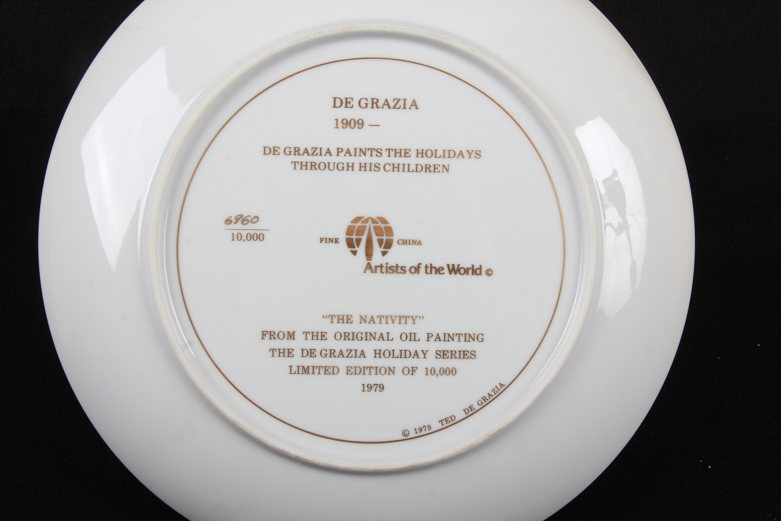 DE GRAZIA
1909 —
DE GRAZIA PAINTS THE HOLIDAYS
THROUGH HIS CHILDREN
6960
10,000
FINE CHINA
Artists of the World ©
"THE NATIVITY"
FROM THE ORIGINAL OIL PAINTING
THE DE GRAZIA HOLIDAY SERIES
LIMITED EDITION OF 10,000
1979
© 1979 TED DE GRAZIA